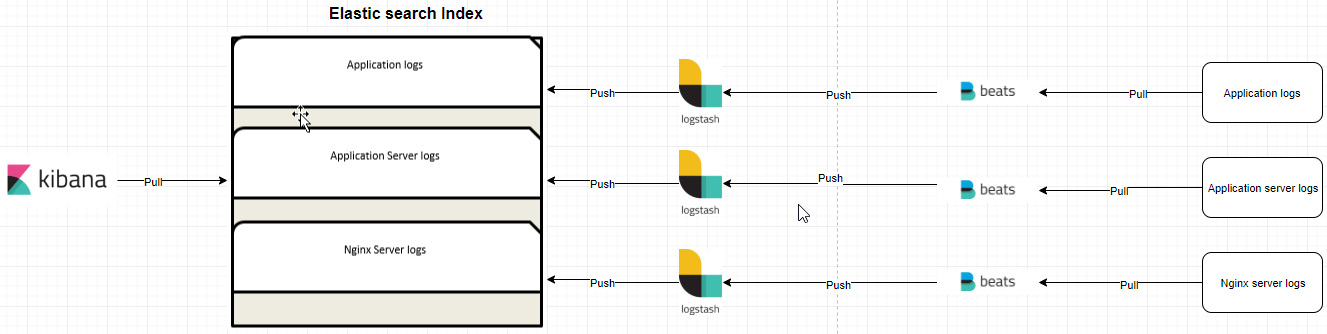 Elastic search Index
Application logs
Push
logstash
Push
beats
Pull
Application logs
kibana
Pull
Application Server logs
Push
logstash
Push
beats
Pull
Application server logs
Nginx Server logs
Push
logstash
Push
beats
Pull
Nginx server logs